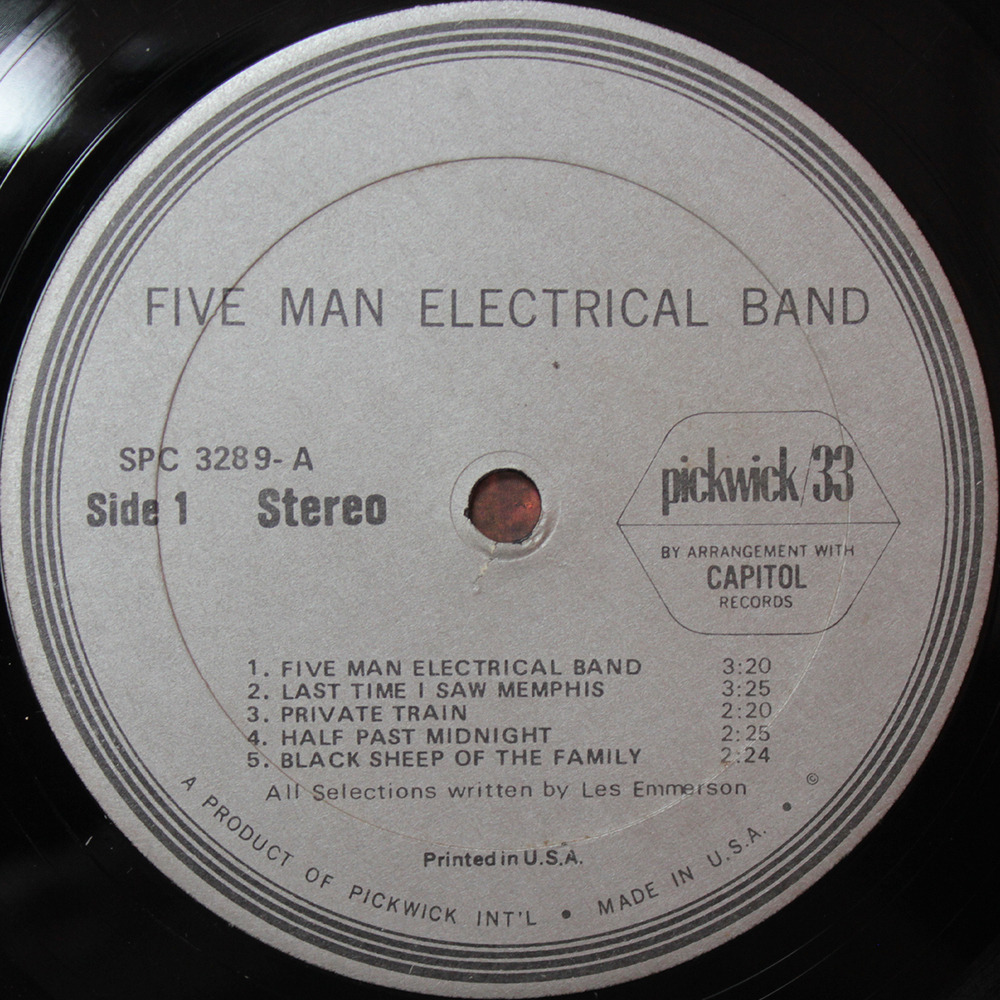 FIVE MAN ELECTRICAL BAND
SPC 3289-A
Side 1 Stereo
pickwick/33
BY ARRANGEMENT WITH
CAPITOL
RECORDS
1. FIVE MAN ELECTRICAL BAND 3:20
2. LAST TIME I SAW MEMPHIS 3:25
3. PRIVATE TRAIN 2:20
4. HALF PAST MIDNIGHT 2:25
5. BLACK SHEEP OF THE FAMILY 2:24
All Selections written by Les Emmerson
Printed in U.S.A.
A PRODUCT OF PICKWICK INT'L • MADE IN U.S.A. • ©